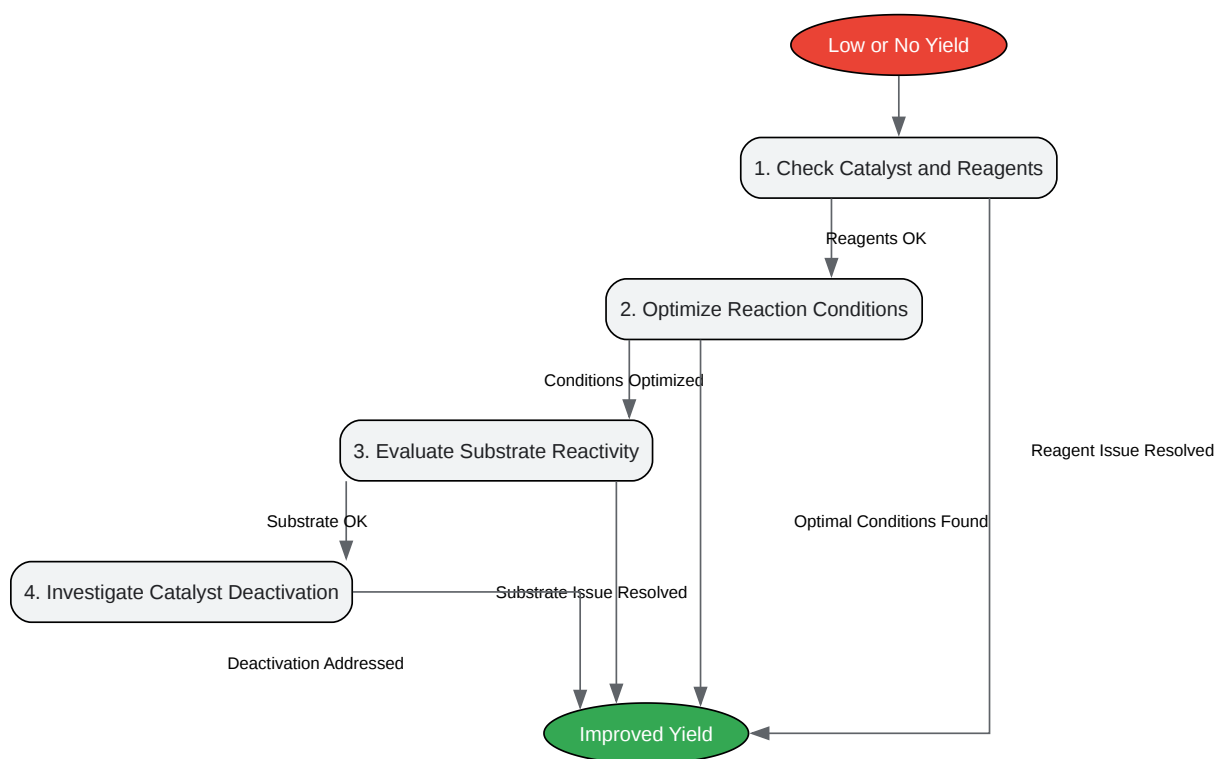 Low or No Yield
1. Check Catalyst and Reagents
Reagents OK
2. Optimize Reaction Conditions
Conditions Optimized
3. Evaluate Substrate Reactivity
Reagent Issue Resolved
Substrate OK
Optimal Conditions Found
4. Investigate Catalyst Deactivation
Substrate Issue Resolved
Deactivation Addressed
Improved Yield